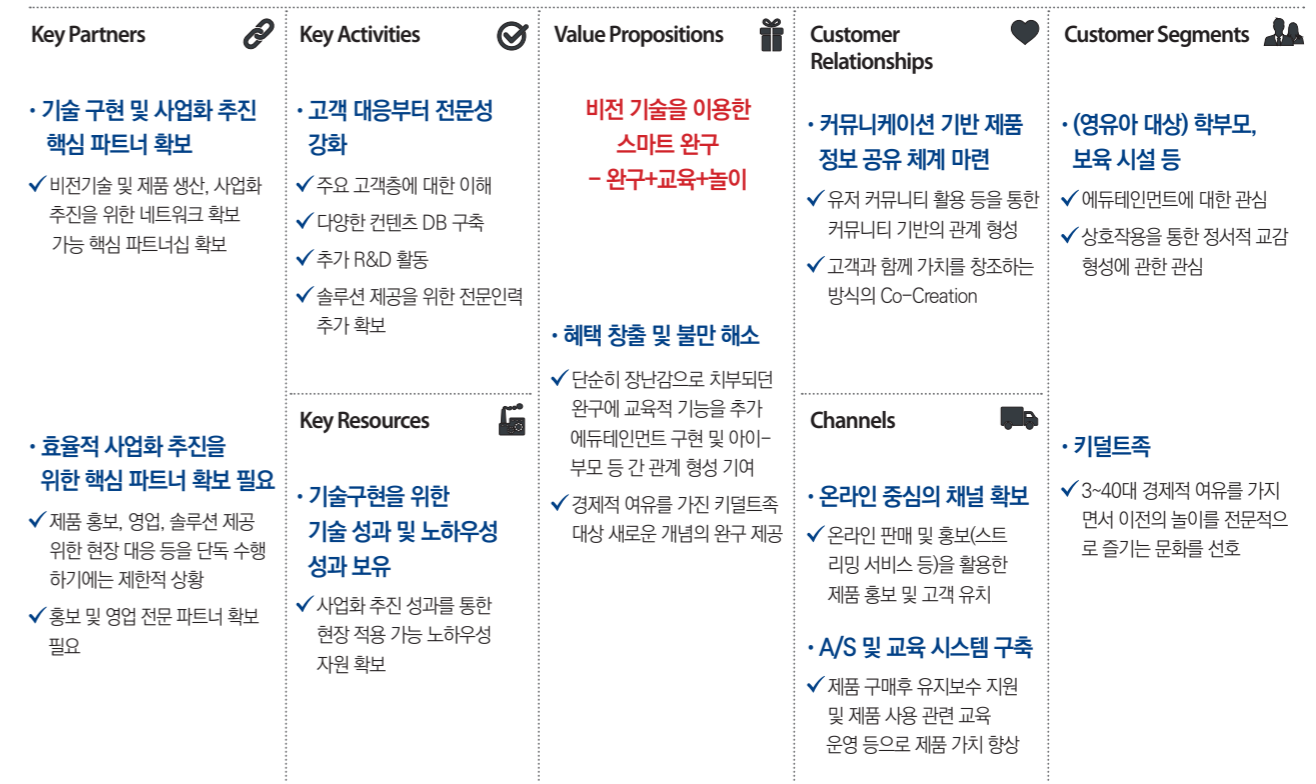 Key Partners
· 기술 구현 및 사업화 추진
핵심 파트너 확보
✓ 비전기술 및 제품 생산, 사업화
추진을 위한 네트워크 확보
가능 핵심 파트너십 확보
· 효율적 사업화 추진을
위한 핵심 파트너 확보 필요
✓ 제품 홍보, 영업, 솔루션 제공
위한 현장 대응 등을 단독 수행
하기에는 제한적 상황
✓ 홍보 및 영업 전문 파트너 확보
필요
Key Activities
· 고객 대응부터 전문성
강화
✓ 주요 고객층에 대한 이해
✓ 다양한 컨텐츠 DB 구축
✓ 추가 R&D 활동
✓ 솔루션 제공을 위한 전문인력
추가 확보
Key Resources
· 기술구현을 위한
기술 성과 및 노하우성
성과 보유
✓ 사업화 추진 성과를 통한
현장 적용 가능 노하우성
자원 확보
Value Propositions
비전 기술을 이용한
스마트 완구
- 완구+교육+놀이
· 혜택 창출 및 불만 해소
✓ 단순히 장난감으로 치부되던
완구에 교육적 기능을 추가
에듀테인먼트 구현 및 아이-
부모 등 간 관계 형성 기여
✓ 경제적 여유를 가진 키덜트족
대상 새로운 개념의 완구 제공
Customer
Relationships
· 커뮤니케이션 기반 제품
정보 공유 체계 마련
✓ 유저 커뮤니티 활용 등을 통한
커뮤니티 기반의 관계 형성
✓ 고객과 함께 가치를 창조하는
방식의 Co-Creation
Channels
· 온라인 중심의 채널 확보
✓ 온라인 판매 및 홍보(스트
리밍 서비스 등)을 활용한
제품 홍보 및 고객 유치
· A/S 및 교육 시스템 구축
✓ 제품 구매후 유지보수 지원
및 제품 사용 관련 교육
운영 등으로 제품 가치 향상
Customer Segments
· (영유아 대상) 학부모,
보육 시설 등
✓ 에듀테인먼트에 대한 관심
✓ 상호작용을 통한 정서적 교감
형성에 관한 관심
· 키덜트족
✓ 3~40대 경제적 여유를 가지
면서 이전의 놀이를 전문적으
로 즐기는 문화를 선호